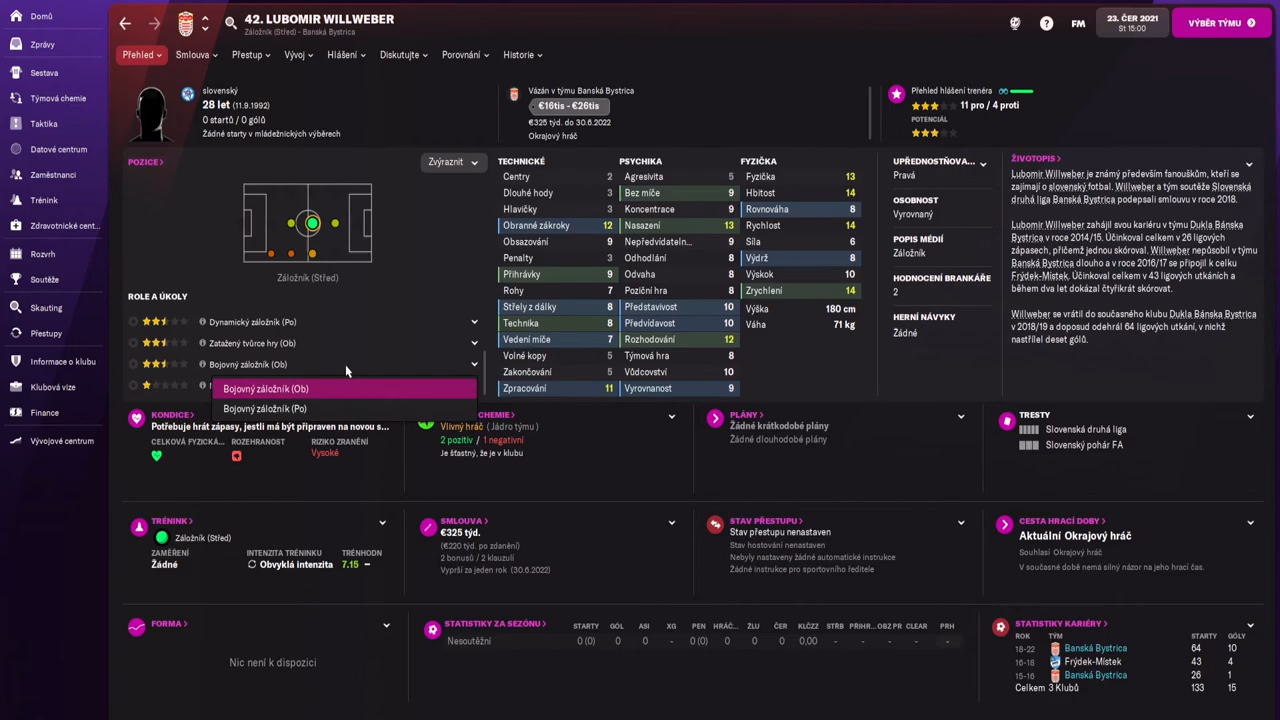 Domů
Zprávy
Sestava
Týmová chemie
Taktika
Datové centrum
Zaměstnanci
Trénink
Zdravotnické cent...
Rozvrh
Soutěže
Skauting
Přestupy
Informace o klubu
Klubová vize
Finance
Vývojové centrum
42. LUBOMIR WILLWEBER
Záložník (Střed) - Banská Bystrica
FM
23. ČER 2021
St 15:00
VÝBĚR TÝMU
Přehled
Smlouva
Přestup
Vývoj
Hlášení
Diskutujte
Porovnání
Historie
slovenský
28 let (11.9.1992)
0 startů / 0 gólů
Žádné starty v mládežnických výběrech
Vázán v týmu Banská Bystrica
€16tis - €26tis
€325 týd. do 30.6.2022
Okrajový hráč
Přehled hlášení trenéra
11 pro / 4 proti
POTENCIÁL
POZICE
Zvýraznit
Záložník (Střed)
ROLE A ÚKOLY
Dynamický záložník (Po)
Zatažený tvůrce hry (Ob)
Bojovný záložník (Ob)
Bojovný záložník (Ob)
Bojovný záložník (Po)
TECHNICKÉ
Centry 2
Dlouhé hody 3
Hlavičky 3
Obranné zákroky 12
Obsazování 9
Penalty 3
Přihrávky 9
Rohy 7
Střely z dálky 8
Technika 8
Vedení míče 7
Volné kopy 5
Zakončování 5
Zpracování 11
PSYCHIKA
Agresivita 5
Bez míče 9
Koncentrace 9
Nasazení 13
Nepředvídateln... 9
Odhodlání 8
Odvaha 8
Poziční hra 8
Představivost 10
Předvídavost 10
Rozhodování 12
Týmová hra 8
Vůdcovství 10
Vyrovnanost 9
FYZIČKA
Fyzička 13
Hbitost 14
Rovnováha 8
Rychlost 14
Síla 6
Výdrž 8
Výskok 10
Zrychlení 14
Výška 180 cm
Váha 71 kg
UPŘEDNOSTŇOVA...
Pravá
OSOBNOST
Vyrovnaný
POPIS MÉDIÍ
Záložník
HODNOCENÍ BRANKÁŘE
2
HERNÍ NÁVYKY
Žádné
ŽIVOTOPIS
Lubomir Willweber je známý především fanouškům, kteří se
zajímají o slovenský fotbal. Willweber a tým soutěže Slovenská
druhá liga Banská Bystrica podepsali smlouvu v roce 2018.
Lubomir Willweber zahájil svou kariéru v týmu Dukla Bánska
Bystrica v roce 2014/15. Účinkoval celkem v 26 ligových
zápasech, přičemž jednou skóroval. Willweber nepůsobil v týmu
Banská Bystrica dlouho a v roce 2016/17 se připojil k celku
Frýdek-Místek. Účinkoval celkem v 43 ligových utkáních a
během dva let dokázal čtyřikrát skórovat.
Willweber se vrátil do současného klubu Dukla Bánska Bystrica
v 2018/19 a doposud odehrál 64 ligových utkání, v nichž
nastřílel deset gólů.
KONDICE
Potřebuje hrát zápasy, jestli má být připraven na novou s...
CELKOVÁ FYZICKÁ...
ROZEHRANOST
RIZIKO ZRANĚNÍ
Vysoké
CHEMIE
Vlivný hráč (Jádro týmu)
2 pozitiv / 1 negativní
Je šťastný, že je v klubu
PLÁNY
Žádné krátkodobé plány
Žádné dlouhodobé plány
TRESTY
Slovenská druhá liga
Slovenský pohár FA
TRÉNINK
Záložník (Střed)
ZAMĚŘENÍ
Žádné
INTENZITA TRÉNINKU
Obvyklá intenzita
TRÉNHODN
7.15
SMLOUVA
€325 týd.
(€220 týd. po zdanění)
2 bonusů / 2 klauzulí
Vyprší za jeden rok (30.6.2022)
STAV PŘESTUPU
Stav přestupu nenastaven
Stav hostování nenastaven
Nebyly nastaveny žádné automatické instrukce
Žádné instrukce pro sportovního ředitele
CESTA HRACÍ DOBY
Aktuální Okrajový hráč
Souhlasí Okrajový hráč
V současné době nemá silný názor na jeho hrací čas.
FORMA
Nic není k dispozici
STATISTIKY ZA SEZÓNU
STARTY GÓL ASI XG PEN HRÁČ... ŽLU ČER KLČZZ STŘB PŘIHR... OBZ PR CLEAR PRH
Nesoutěžní 0 (0) 0 0 - 0 (0) 0 0 0 0,00 - - - - -
STATISTIKY KARIÉRY
ROK TÝM STARTY GÓLY
18-22 Banská Bystrica 64 10
16-18 Frýdek-Místek 43 4
15-16 Banská Bystrica 26 1
Celkem 3 Klubů 133 15